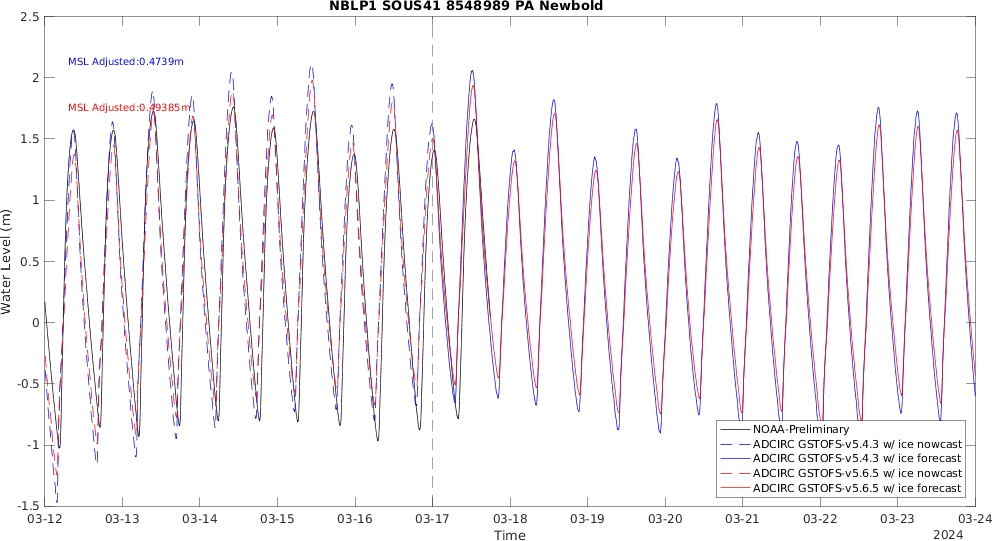 NBLP1 SOUS41 8548989 PA Newbold
2.5
2
1.5
1
0.5
0
-0.5
-1
-1.5
Water Level (m)
MSL Adjusted:0.4739m
MSL Adjusted:0.49385m
NOAA-Preliminary
ADCIRC GSTOFS-v5.4.3 w/ ice nowcast
ADCIRC GSTOFS-v5.4.3 w/ ice forecast
ADCIRC GSTOFS-v5.6.5 w/ ice nowcast
ADCIRC GSTOFS-v5.6.5 w/ ice forecast
03-12 03-13 03-14 03-15 03-16 03-17 03-18 03-19 03-20 03-21 03-22 03-23 03-24
Time
2024